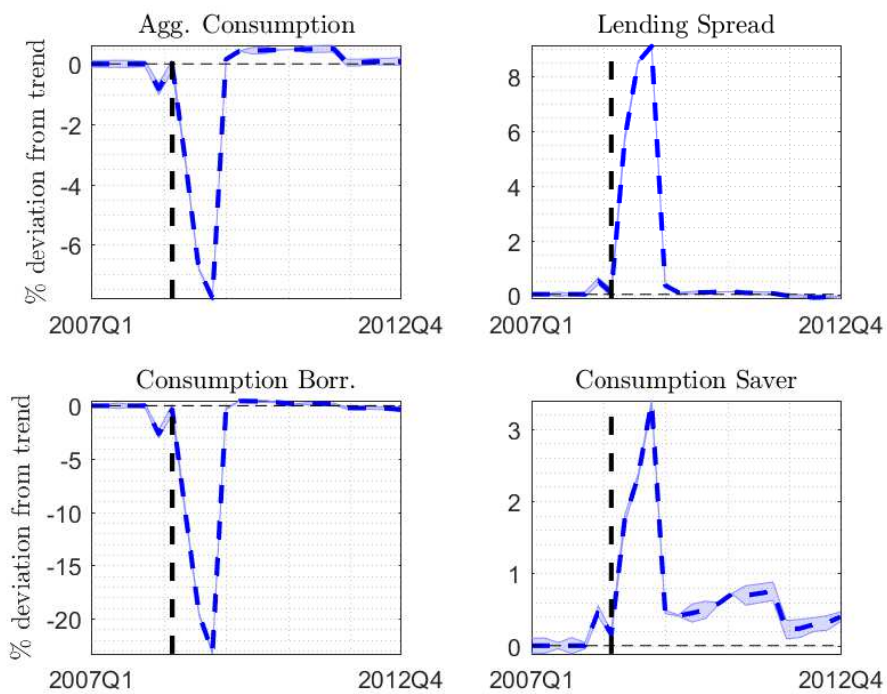 Agg. Consumption
% deviation from trend
0
-2
-4
-6
2007Q1
2012Q4
Lending Spread
8
6
4
2
0
2007Q1
2012Q4
Consumption Borr.
% deviation from trend
0
-5
-10
-15
-20
2007Q1
2012Q4
Consumption Saver
3
2
1
0
2007Q1
2012Q4